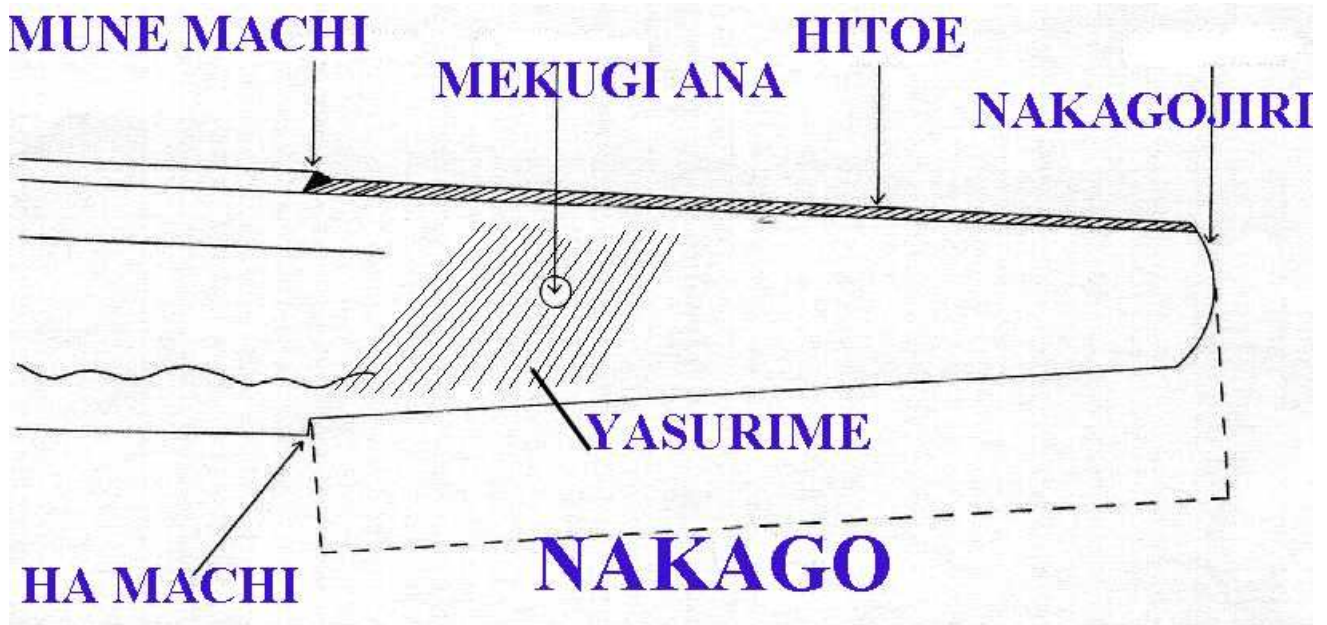 MUNE MACHI
HITOE
MEKUGI ANA
NAKAGOJIRI
YASURIME
NAKAGO
HA MACHI